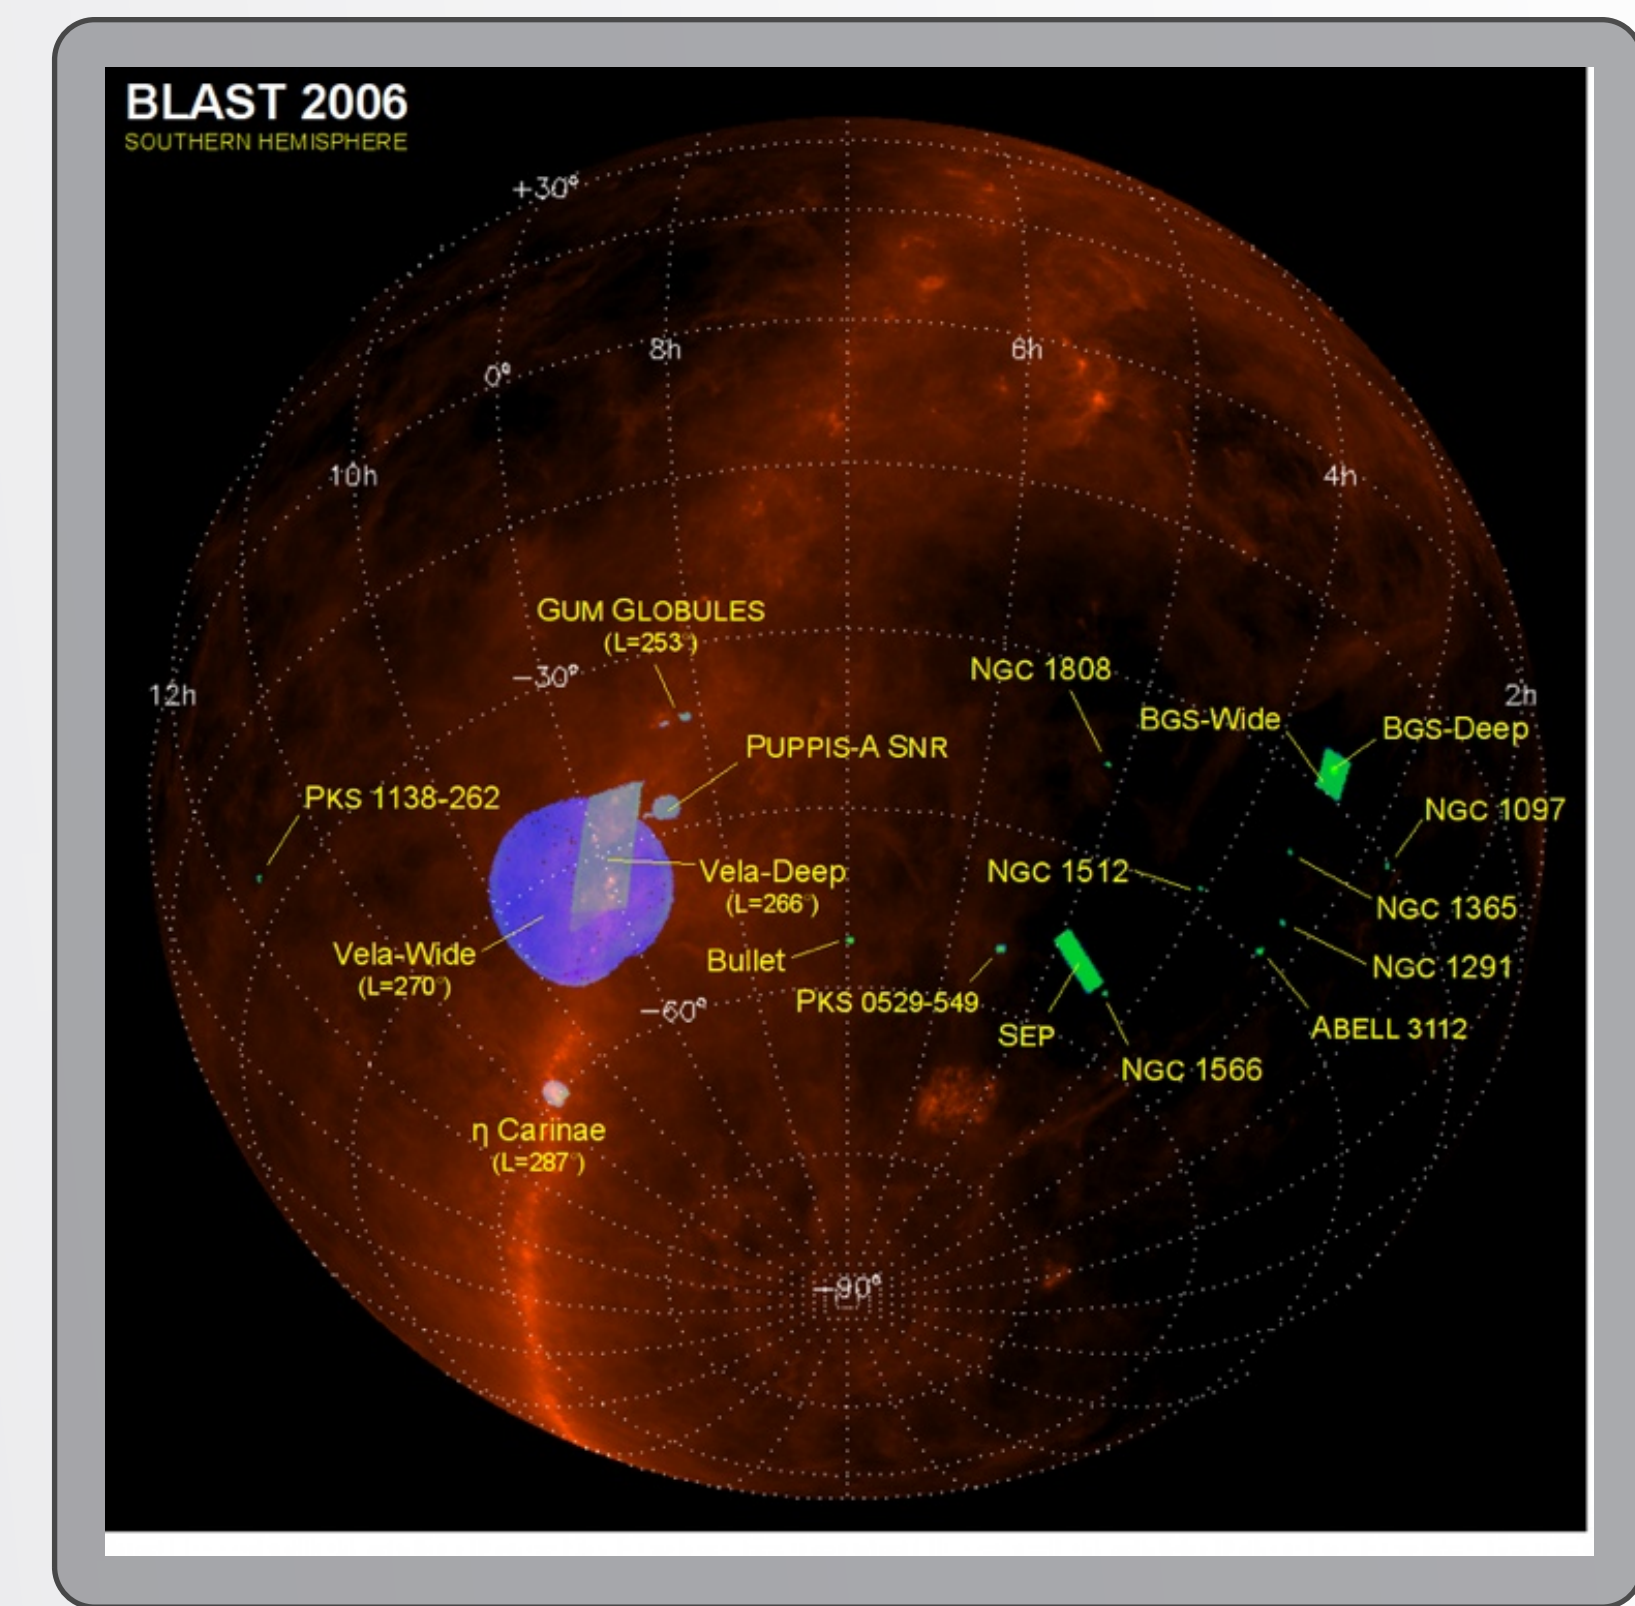 BLAST 2006
SOUTHERN HEMISPHERE
+30°
8h
6h
0°
10h
4h
GUM GLOBULES
(L=253°)
−30°
NGC 1808
12h
2h
BGS-Wide
BGS-Deep
PUPPIS-A SNR
PKS 1138-262
NGC 1097
Vela-Deep
(L=266°)
NGC 1512
NGC 1365
Vela-Wide
(L=270°)
Bullet
NGC 1291
−60°
PKS 0529-549
SEP
ABELL 3112
NGC 1566
η Carinae
(L=287°)
−90°